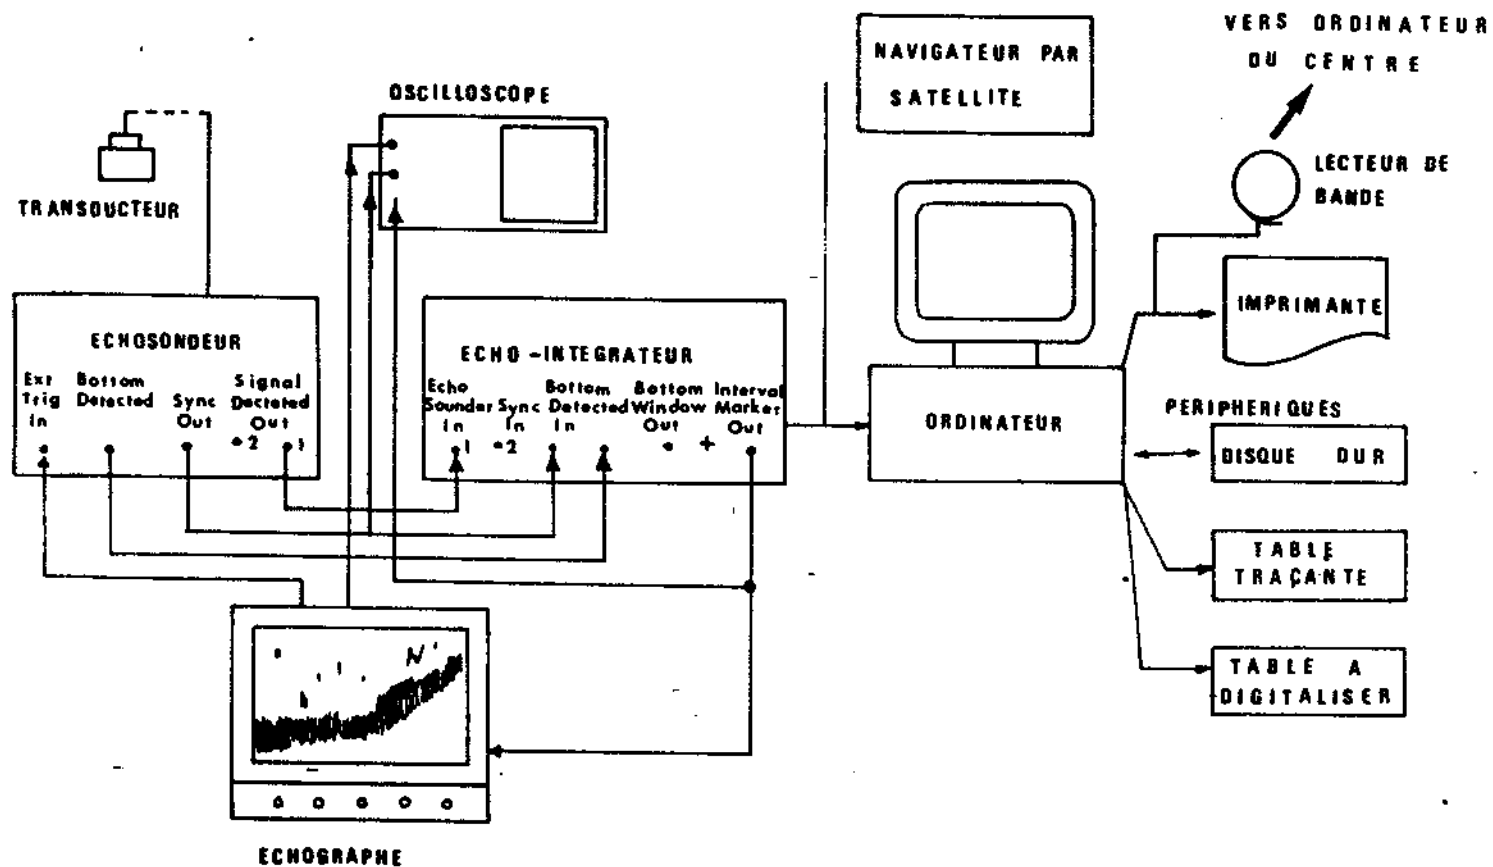 VERS ORDINATEUR
DU CENTRE
NAVIGATEUR PAR
SATELLITE
OSCILLOSCOPE
LECTEUR DE
BANDE
TRANSDUCTEUR
IMPRIMANTE
ECHOSONDEUR
Ext
Trig
In
Bottom
Detected
Sync
Out
Signal
Dectated
Out
2 1
ECHO - INTEGRATEUR
Echo
Sounder
In
1
Sync
In
2
Bottom
Detected
In
Bottom
Window
Out
+
Interval
Marker
Out
ORDINATEUR
PERIPHERIQUES
DISQUE DUR
TABLE
TRAÇANTE
TABLE A
DIGITALISER
ECHOGRAPHE